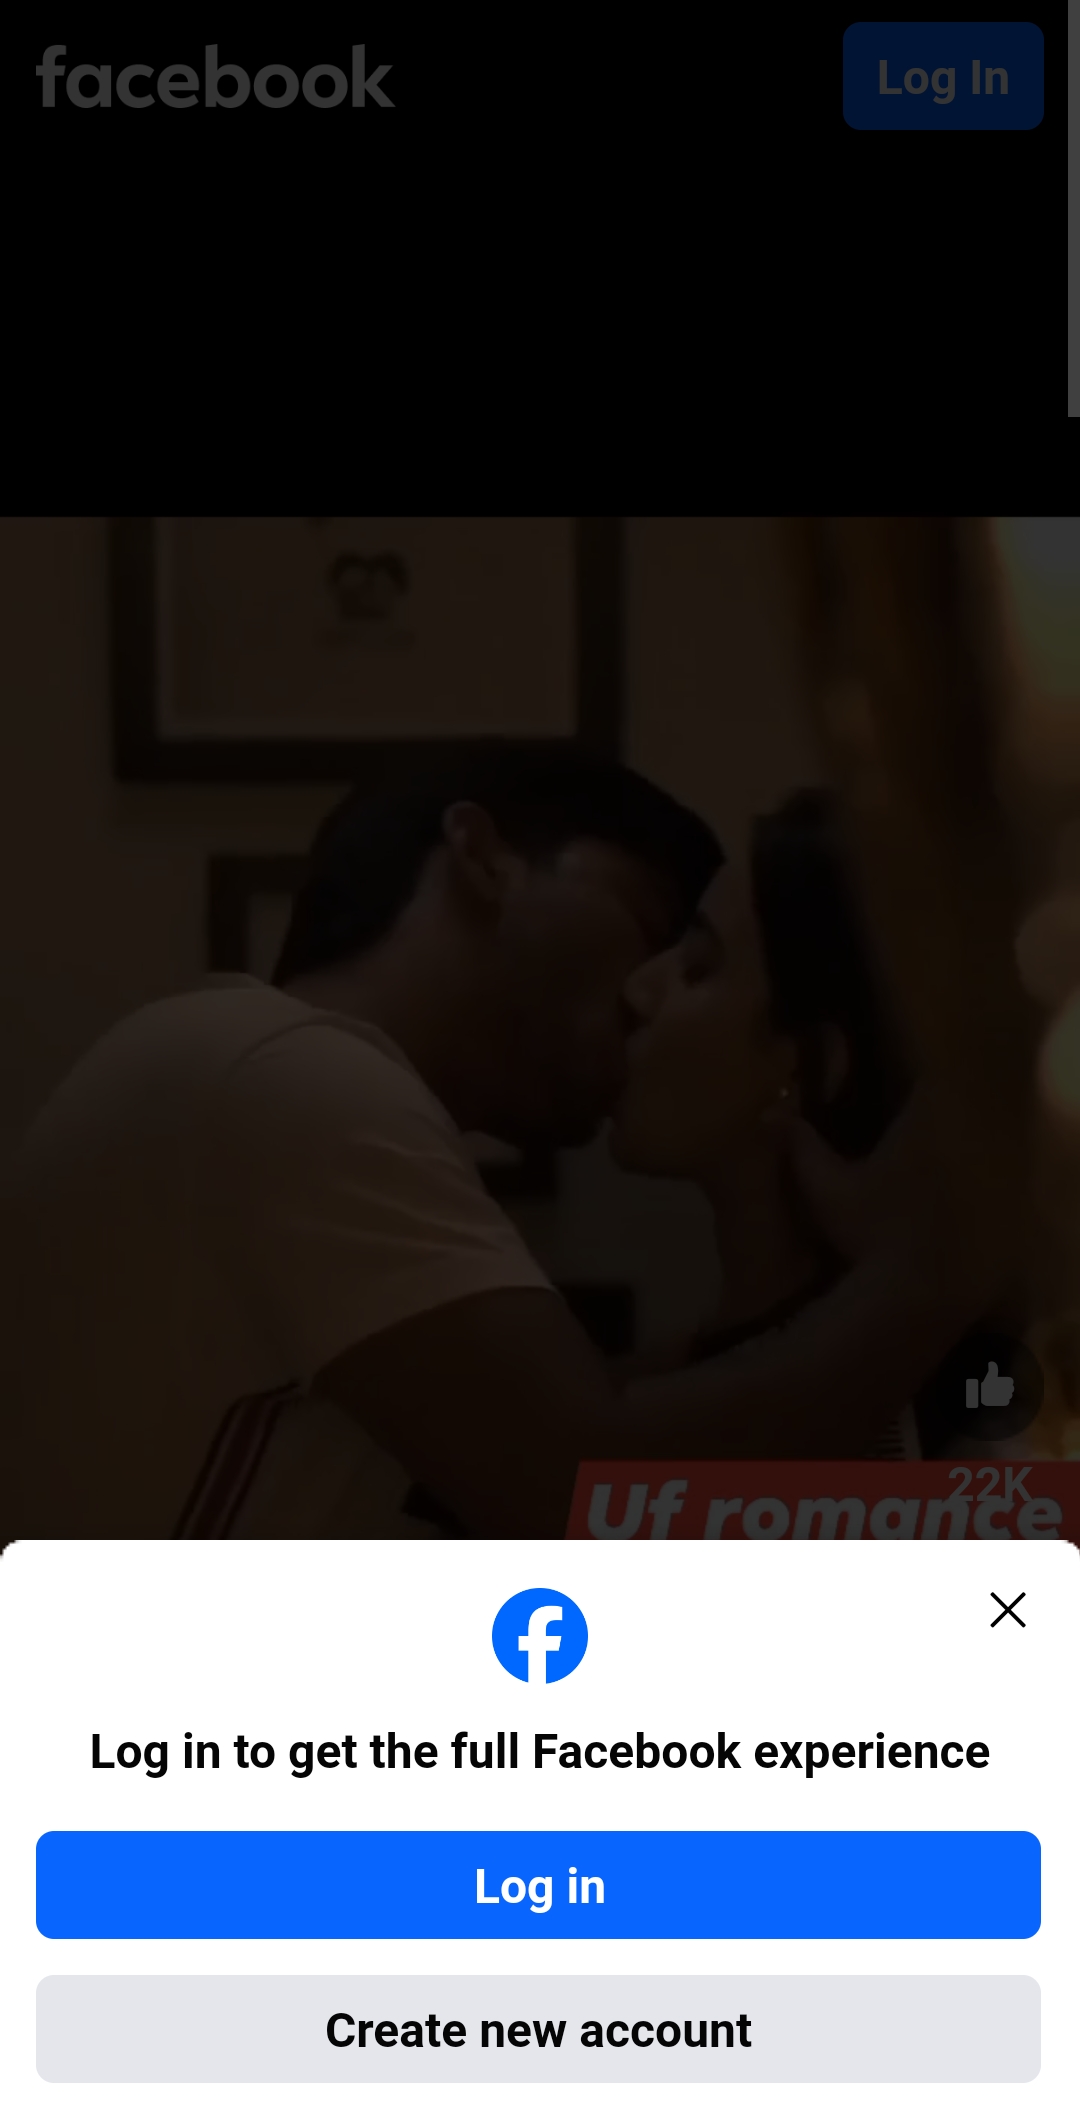 facebook
Log In
22K
Uf romance
Log in to get the full Facebook experience
Log in
Create new account